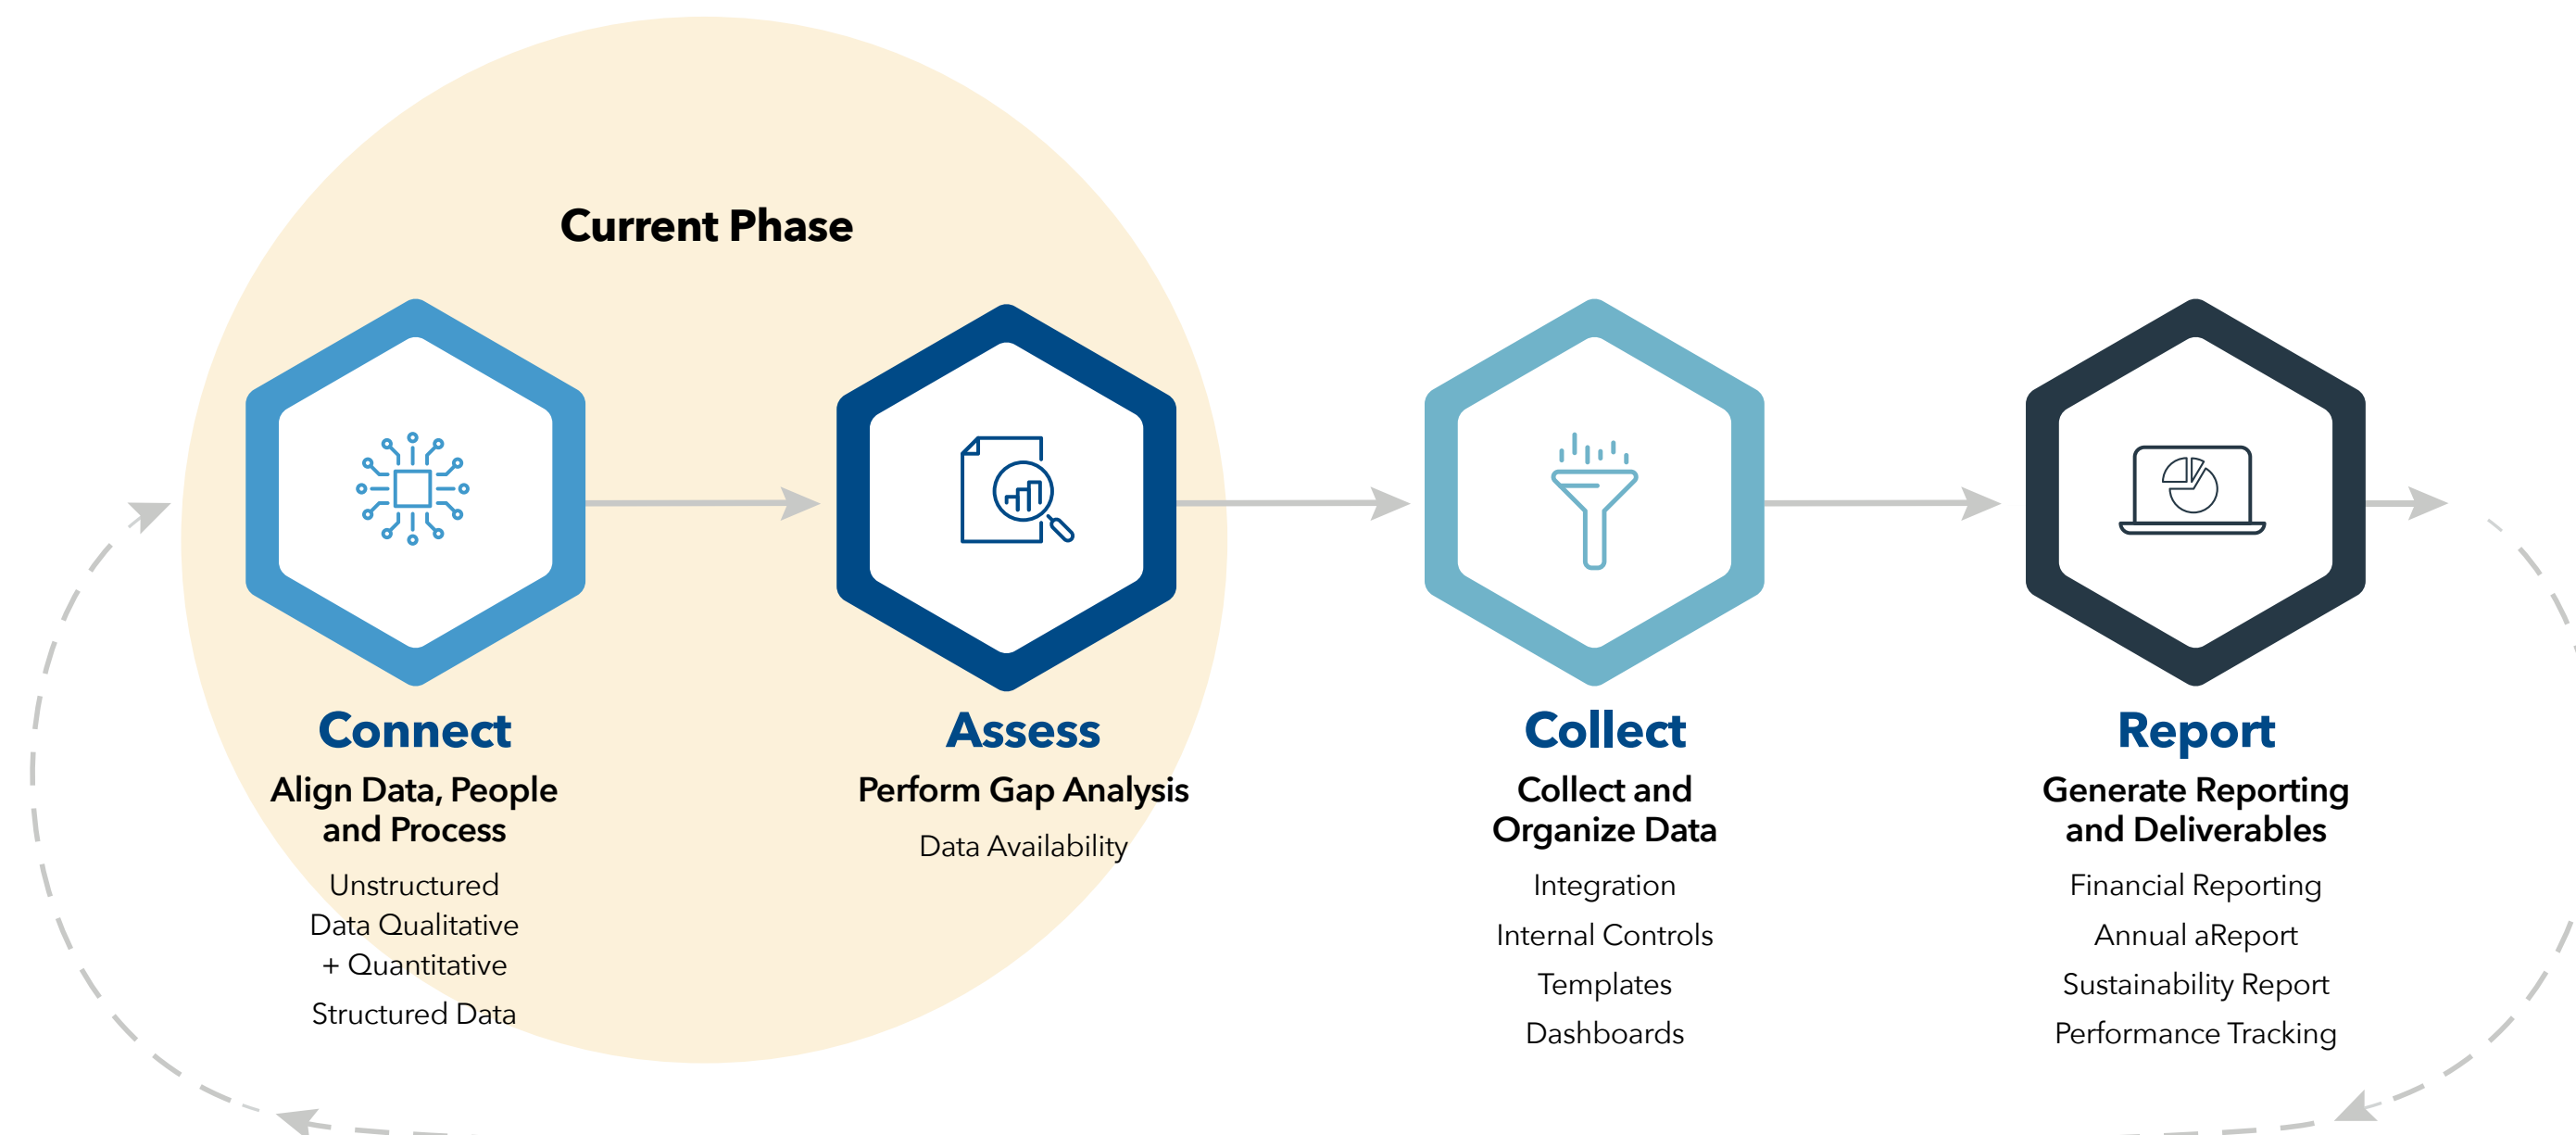 Current Phase
Connect
Align Data, People
and Process
Unstructured
Data Qualitative
+ Quantitative
Structured Data
Assess
Perform Gap Analysis
Data Availability
Collect
Collect and
Organize Data
Integration
Internal Controls
Templates
Dashboards
Report
Generate Reporting
and Deliverables
Financial Reporting
Annual aReport
Sustainability Report
Performance Tracking